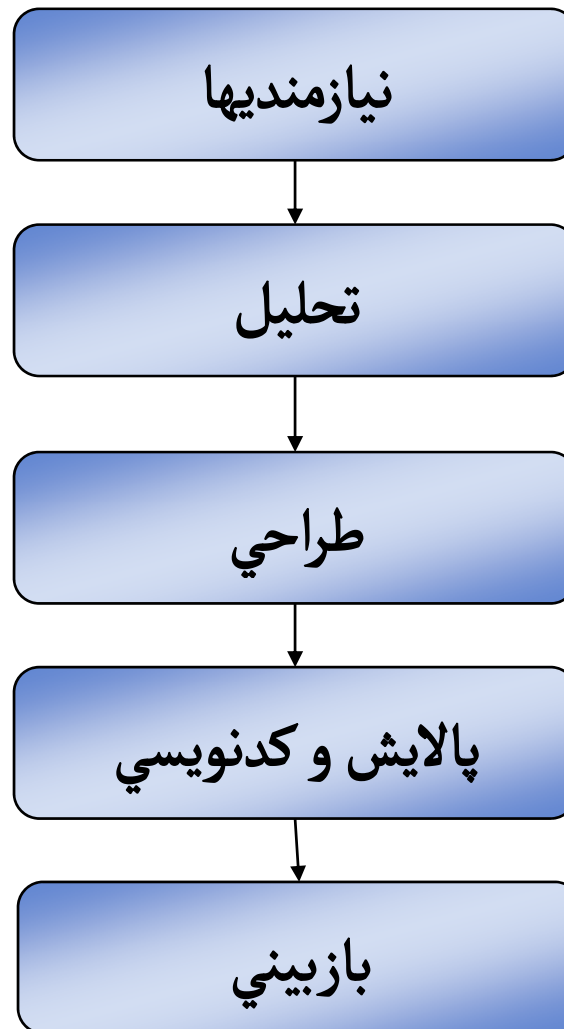 نيازمنديها
تحليل
طراحي
پالايش و كدنويسي
بازبيني